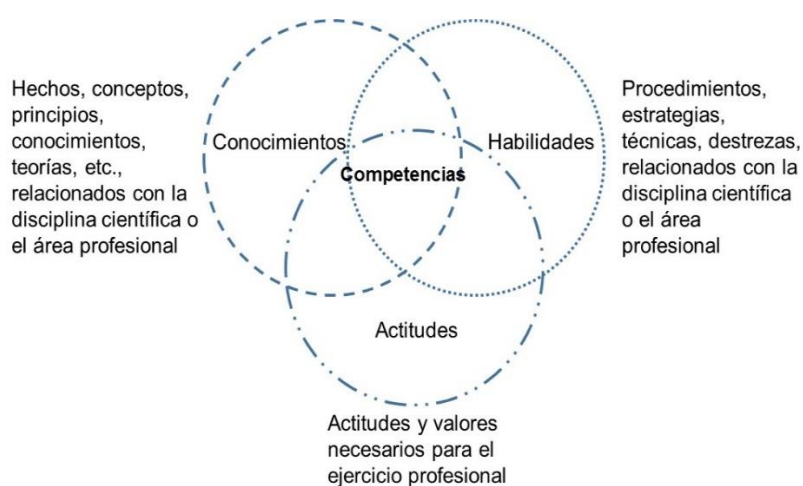 Hechos, conceptos,
principios,
conocimientos,
teorías, etc.,
relacionados con la
disciplina científica o
el área profesional
Conocimientos
Habilidades
Competencias
Procedimientos,
estrategias,
técnicas, destrezas,
relacionados con la
disciplina científica
o el área
profesional
Actitudes
Actitudes y valores
necesarios para el
ejercicio profesional